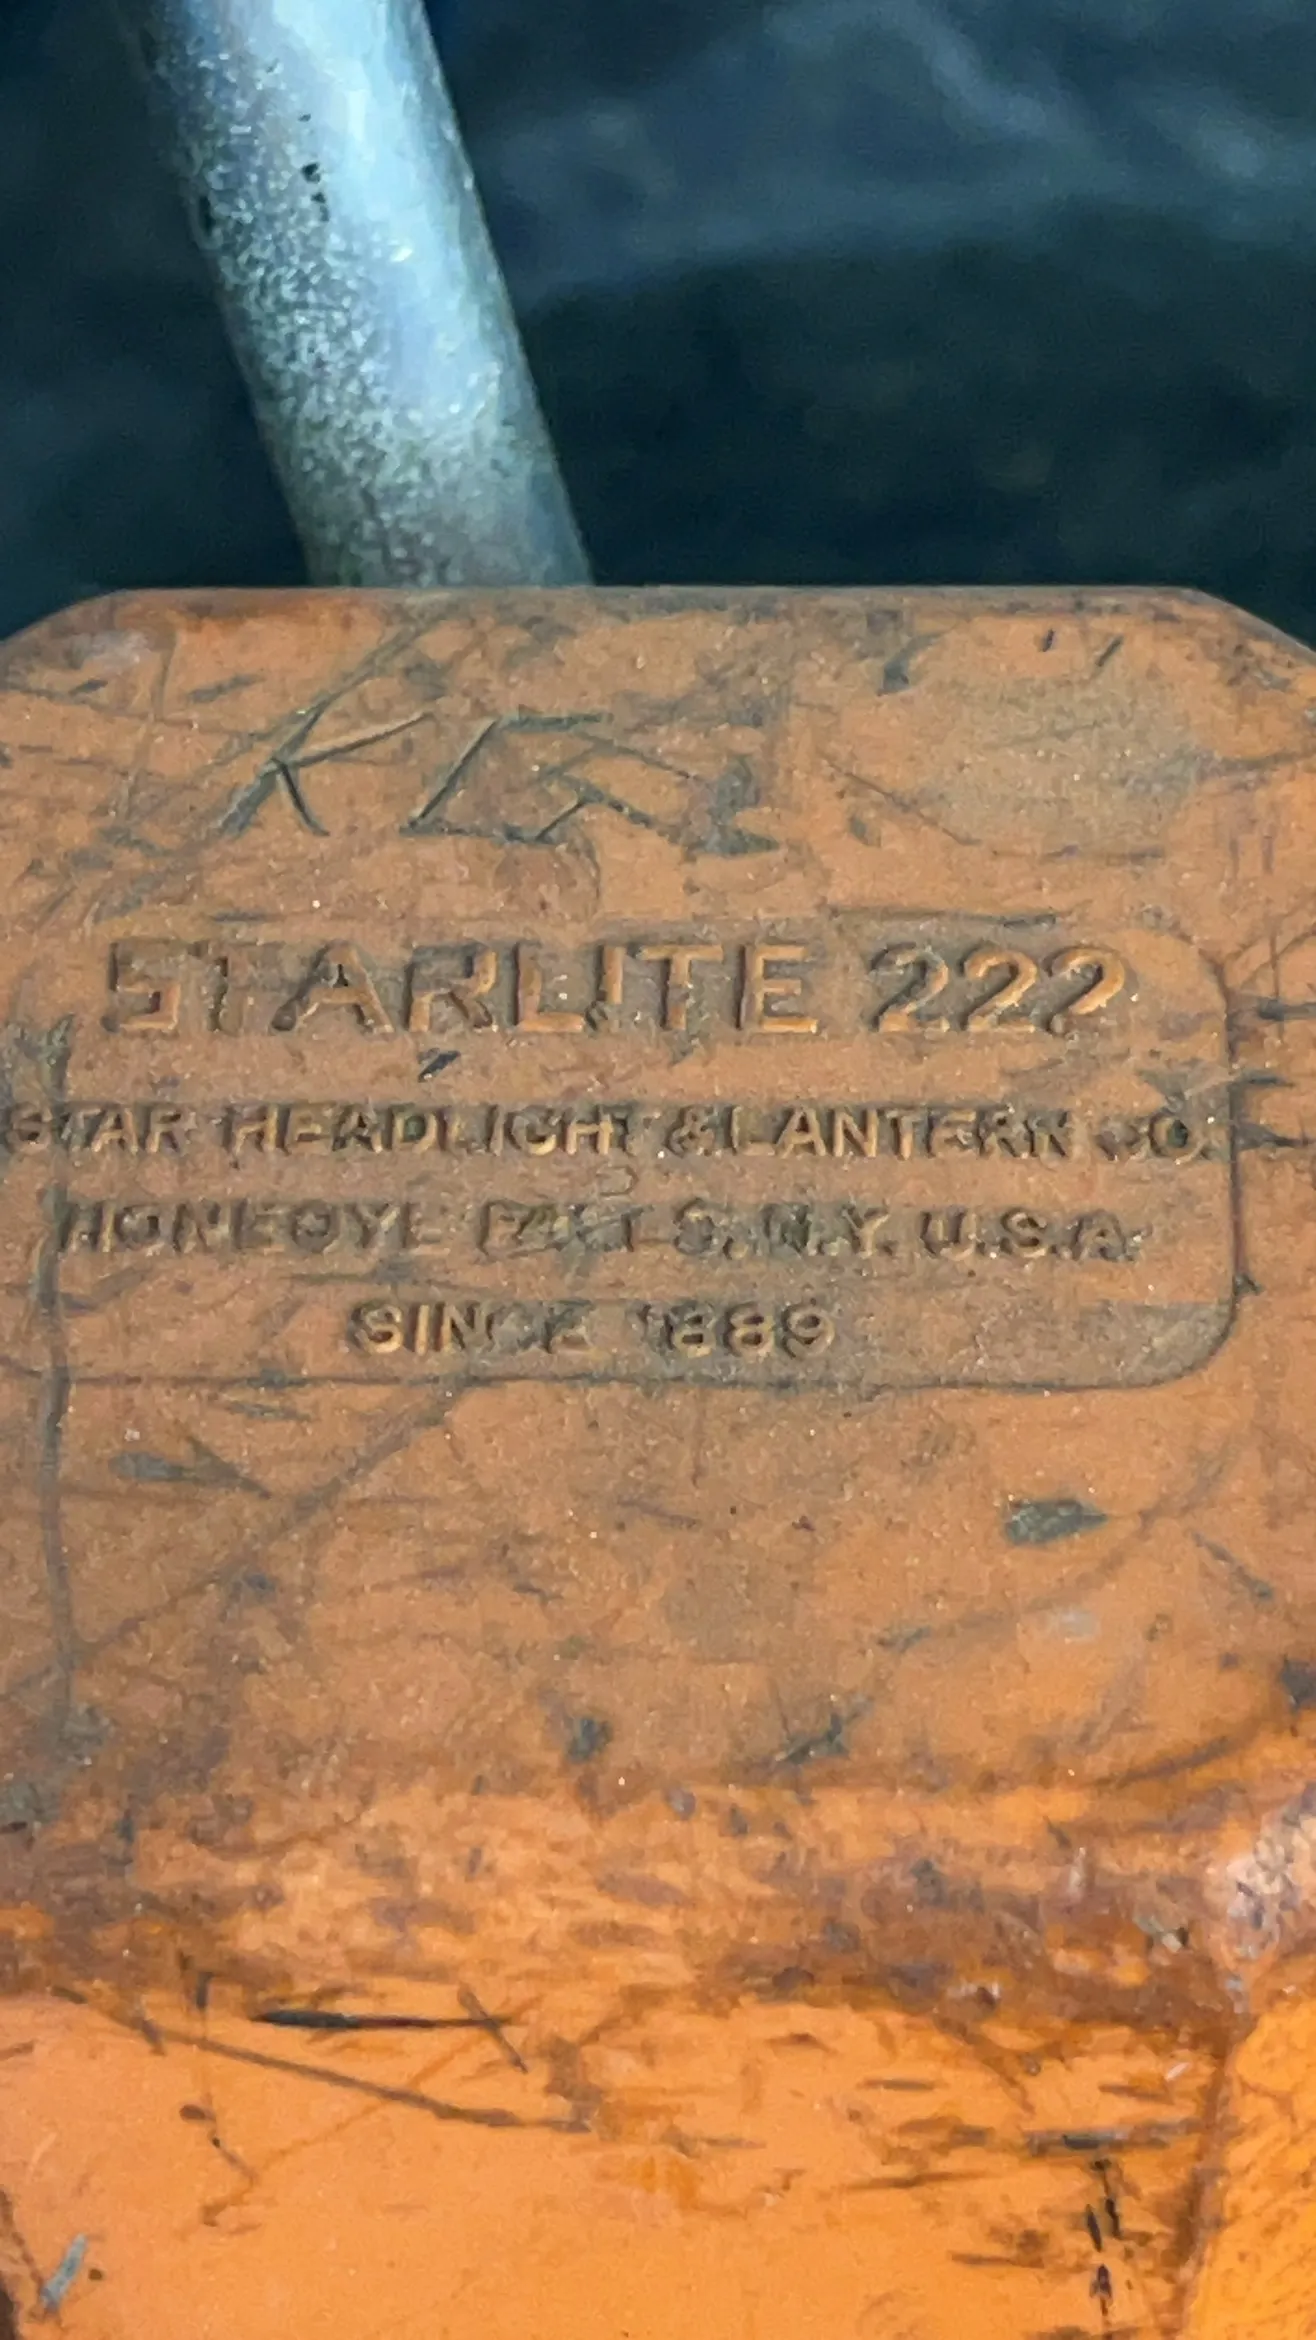 STARLITE 222
STAR HEADLIGHT & LANTERN CO.
HONEOYE FALLS, N.Y. U.S.A.
SINCE 1889